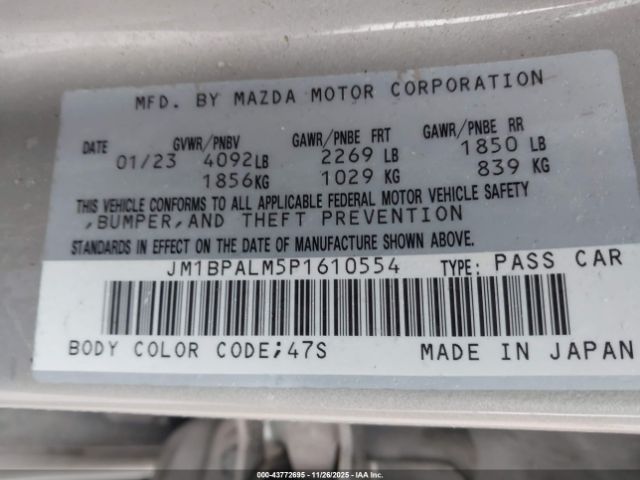 MFD. BY MAZDA MOTOR CORPORATION
DATE GVWR/PNBV GAWR/PNBE FRT GAWR/PNBE RR
01/23 4092LB 2269 LB 1850 LB
1856KG 1029 KG 839 KG
THIS VEHICLE CONFORMS TO ALL APPLICABLE FEDERAL MOTOR VEHICLE SAFETY
,BUMPER,AND THEFT PREVENTION
STANDARDS IN EFFECT ON THE DATE OF MANUFACTURE SHOWN ABOVE.
JM1BPALM5P1610554 TYPE: PASS CAR
BODY COLOR CODE;47S MADE IN JAPAN
00-43772695 - 11/26/2025 - IAAHolding